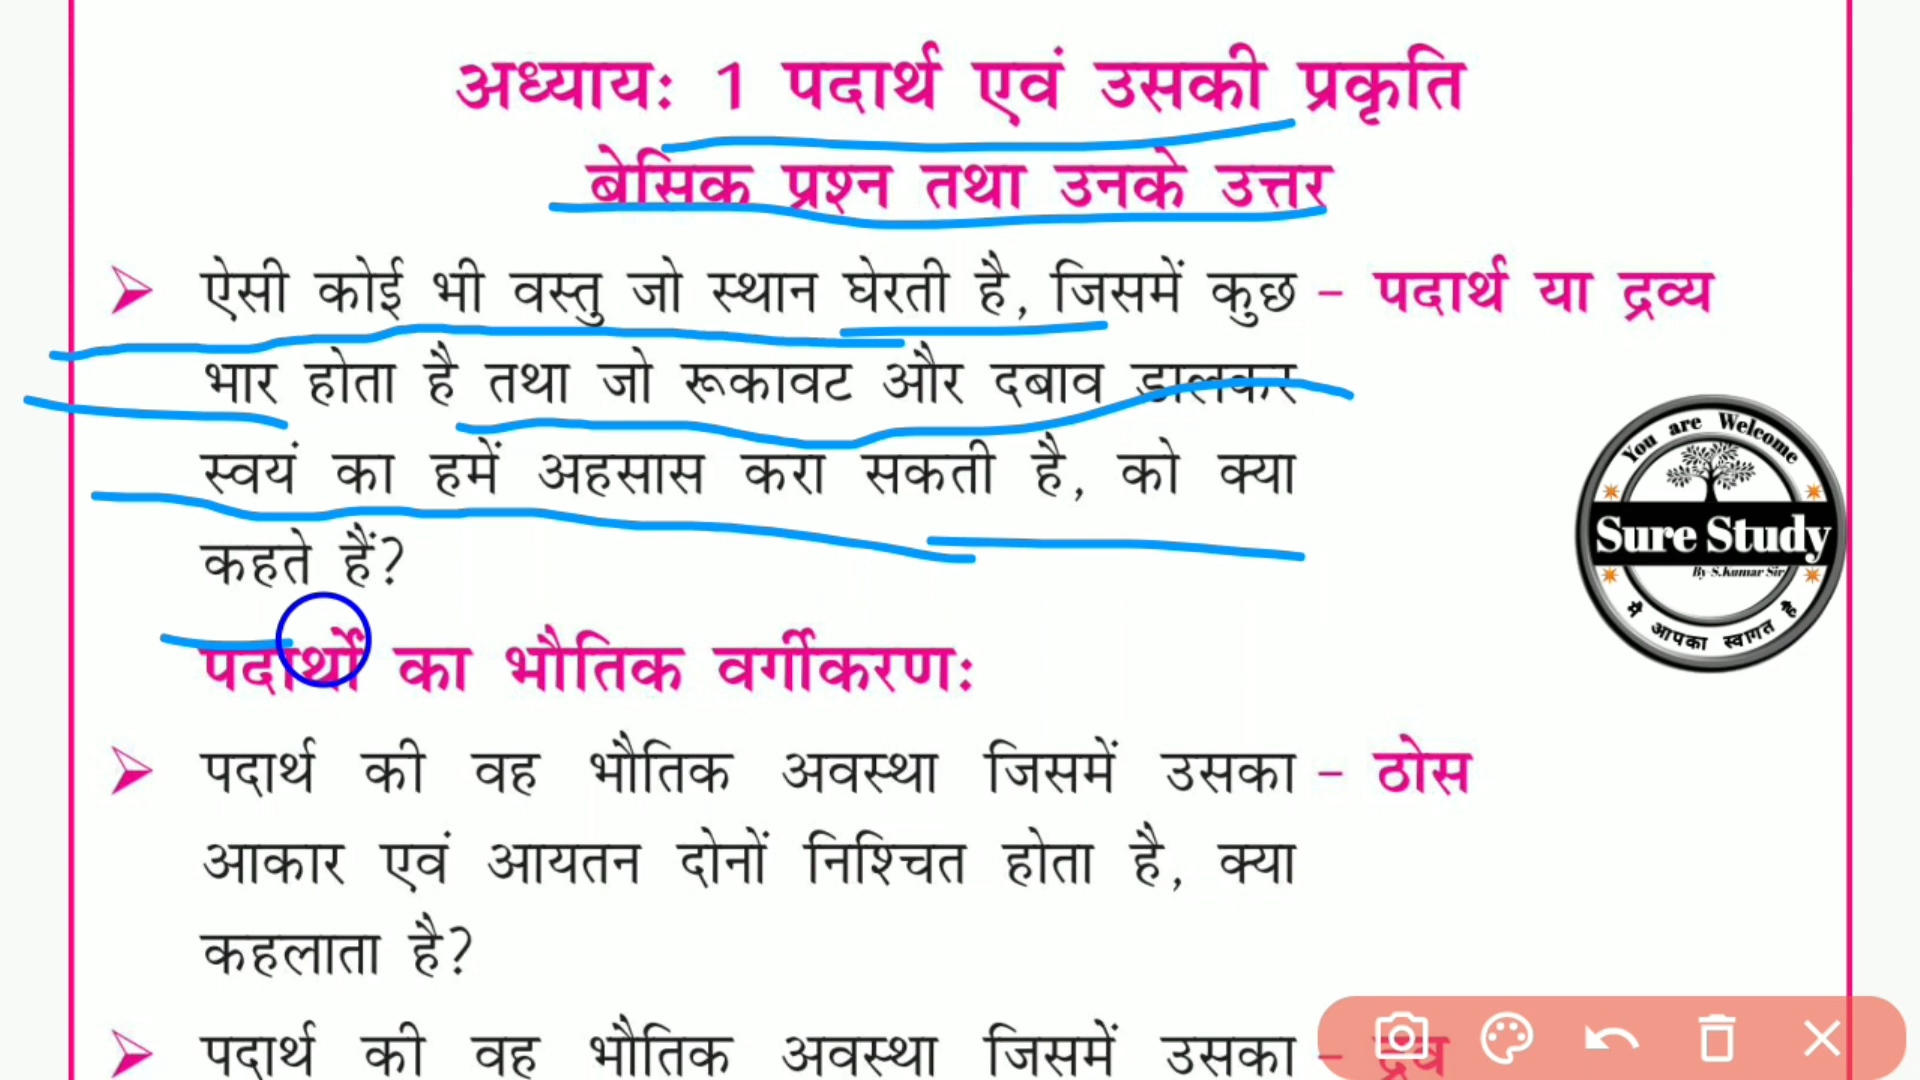 अध्यायः 1 पदार्थ एवं उसकी प्रकृति
बेसिक प्रश्न तथा उनके उत्तर
ऐसी कोई भी वस्तु जो स्थान घेरती है, जिसमें कुछ – पदार्थ या द्रव्य
भार होता है तथा जो रूकावट और दबाव डालकर
स्वयं का हमें अहसास करा सकती है, को क्या
कहते हैं?
पदार्थों का भौतिक वर्गीकरणः
पदार्थ की वह भौतिक अवस्था जिसमें उसका – ठोस
आकार एवं आयतन दोनों निश्चित होता है, क्या
कहलाता है?
पदार्थ की वह भौतिक अवस्था जिसमें उसका – द्रव
You are Welcome
Sure Study
By S.Kumar Sir
मै आपका स्वागत है